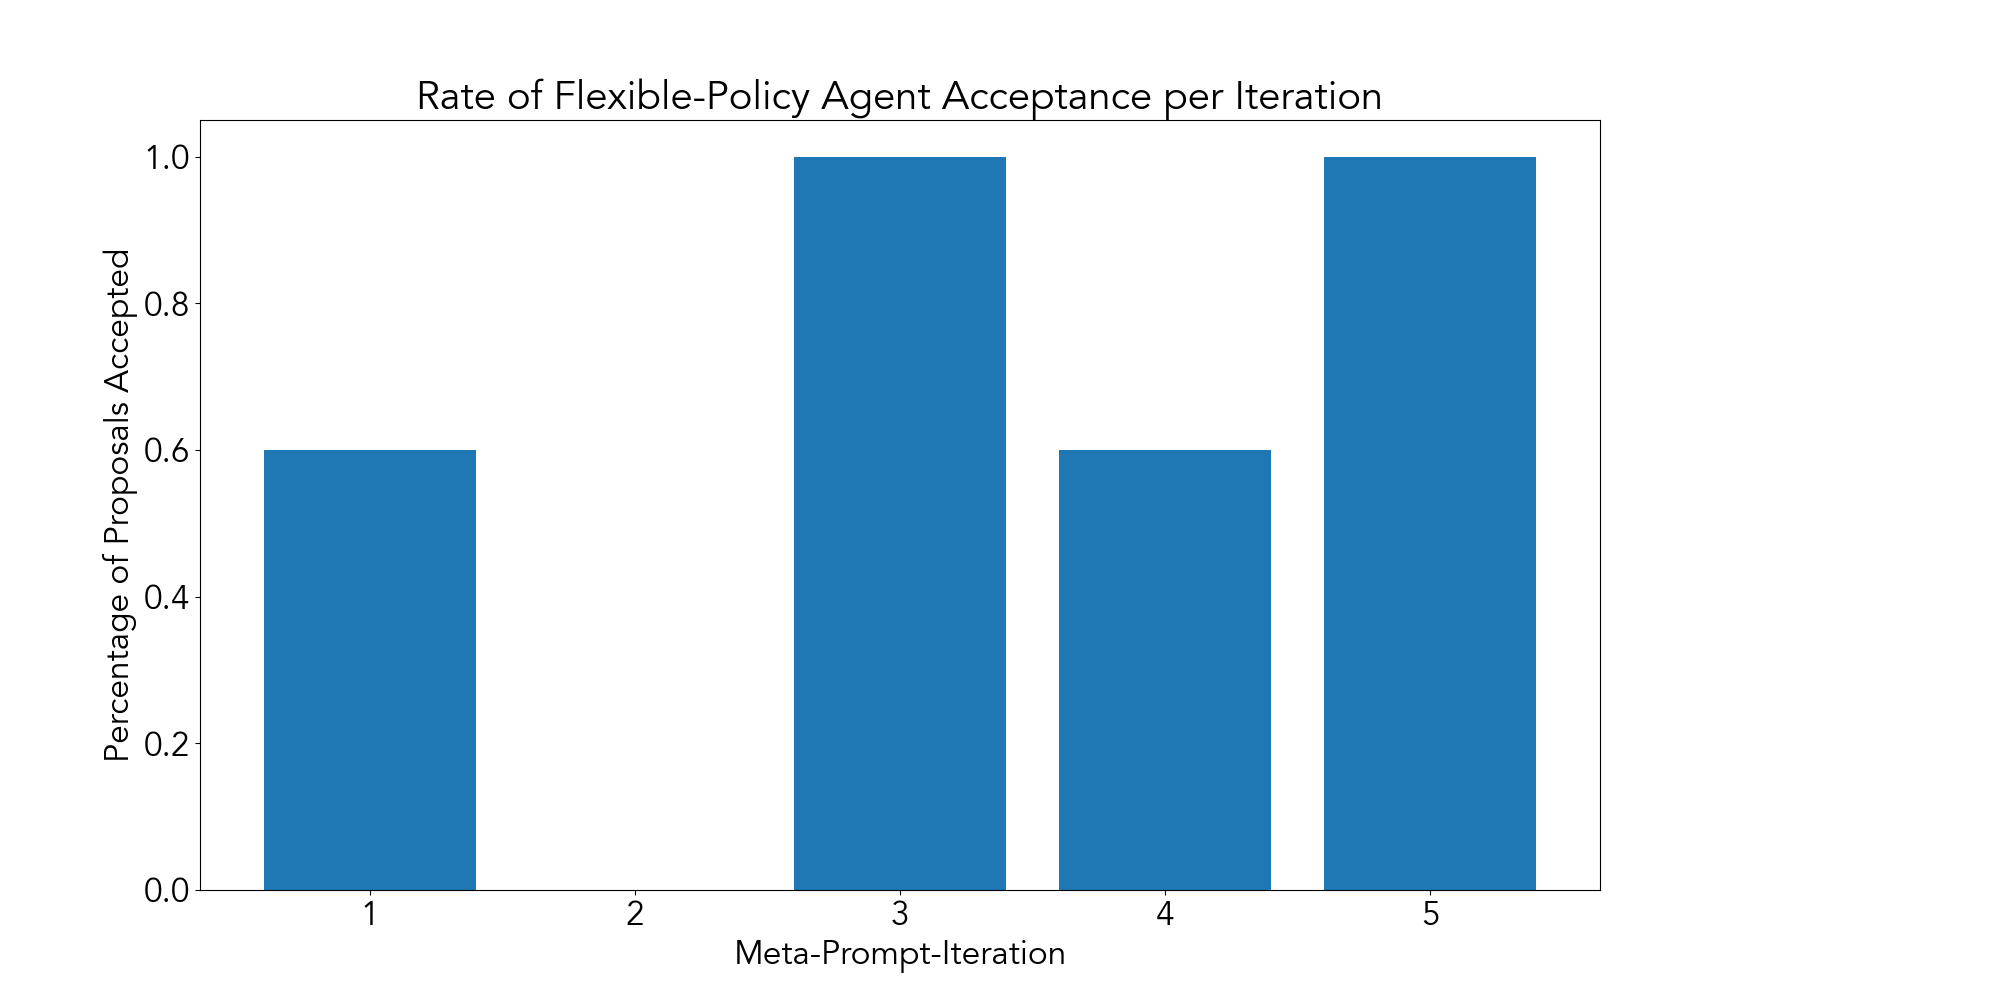 Rate of Flexible-Policy Agent Acceptance per Iteration
Percentage of Proposals Accepted
1.0
0.8
0.6
0.4
0.2
0.0
1 2 3 4 5
Meta-Prompt-Iteration